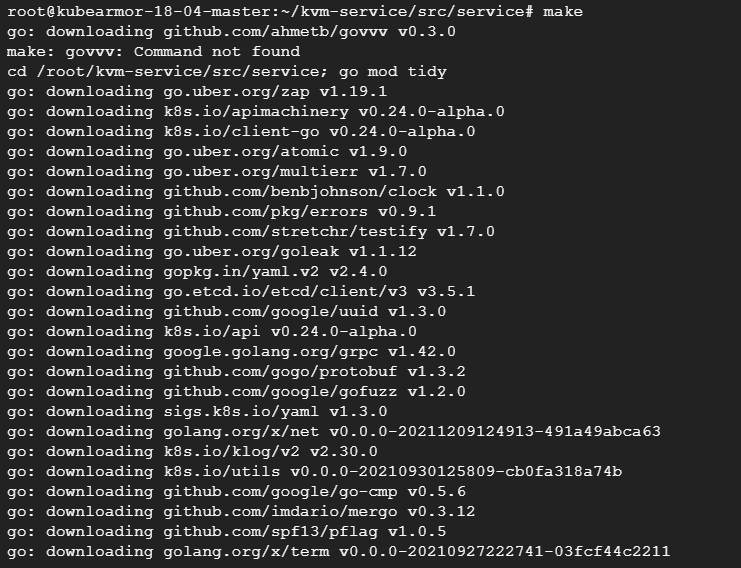 root@kubearmor-18-04-master:~/kvm-service/src/service# make
go: downloading github.com/ahmetb/govvv v0.3.0
make: govvv: Command not found
cd /root/kvm-service/src/service; go mod tidy
go: downloading go.uber.org/zap v1.19.1
go: downloading k8s.io/apimachinery v0.24.0-alpha.0
go: downloading k8s.io/client-go v0.24.0-alpha.0
go: downloading go.uber.org/atomic v1.9.0
go: downloading go.uber.org/multierr v1.7.0
go: downloading github.com/benbjohnson/clock v1.1.0
go: downloading github.com/pkg/errors v0.9.1
go: downloading github.com/stretchr/testify v1.7.0
go: downloading go.uber.org/goleak v1.1.12
go: downloading gopkg.in/yaml.v2 v2.4.0
go: downloading go.etcd.io/etcd/client/v3 v3.5.1
go: downloading github.com/google/uuid v1.3.0
go: downloading k8s.io/api v0.24.0-alpha.0
go: downloading google.golang.org/grpc v1.42.0
go: downloading github.com/gogo/protobuf v1.3.2
go: downloading github.com/google/gofuzz v1.2.0
go: downloading sigs.k8s.io/yaml v1.3.0
go: downloading golang.org/x/net v0.0.0-20211209124913-491a49abca63
go: downloading k8s.io/klog/v2 v2.30.0
go: downloading k8s.io/utils v0.0.0-20210930125809-cb0fa318a74b
go: downloading github.com/google/go-cmp v0.5.6
go: downloading github.com/imdario/mergo v0.3.12
go: downloading github.com/spf13/pflag v1.0.5
go: downloading golang.org/x/term v0.0.0-20210927222741-03fcf44c2211